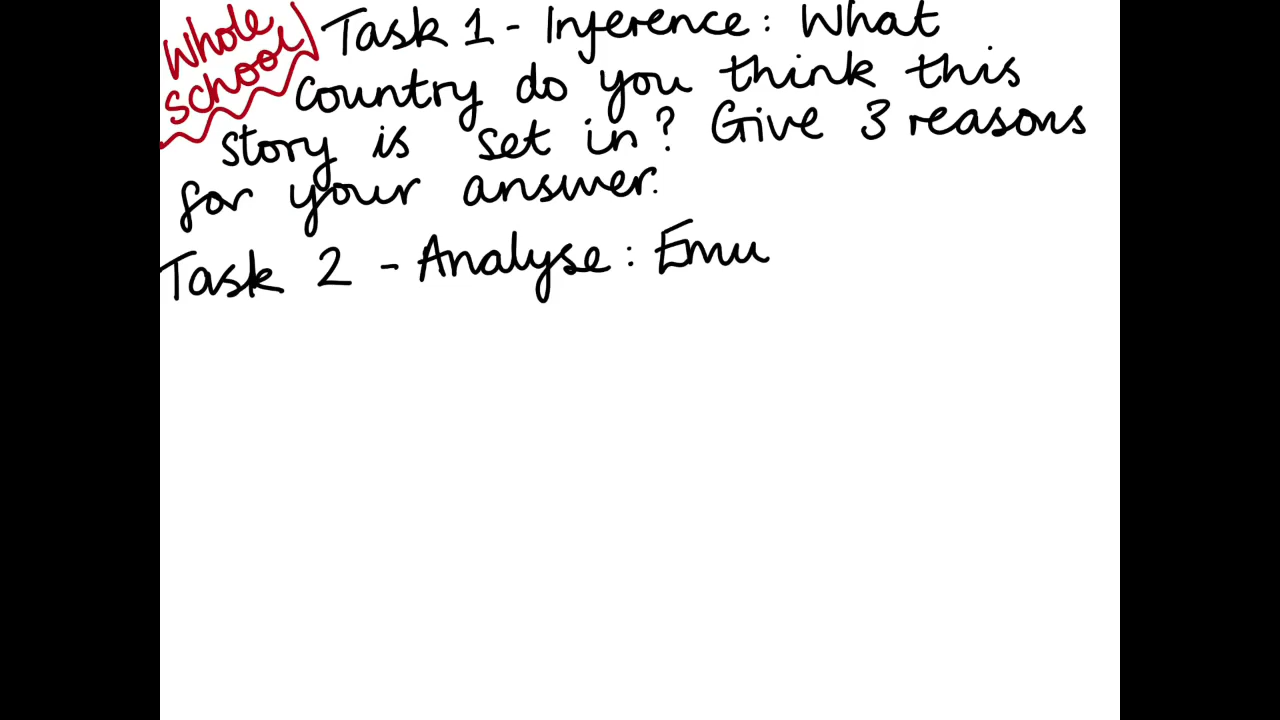 Whole
school
Task 1 - Inference: What
country do you think this
story is set in? Give 3 reasons
for your answer.
Task 2 - Analyse: Emu